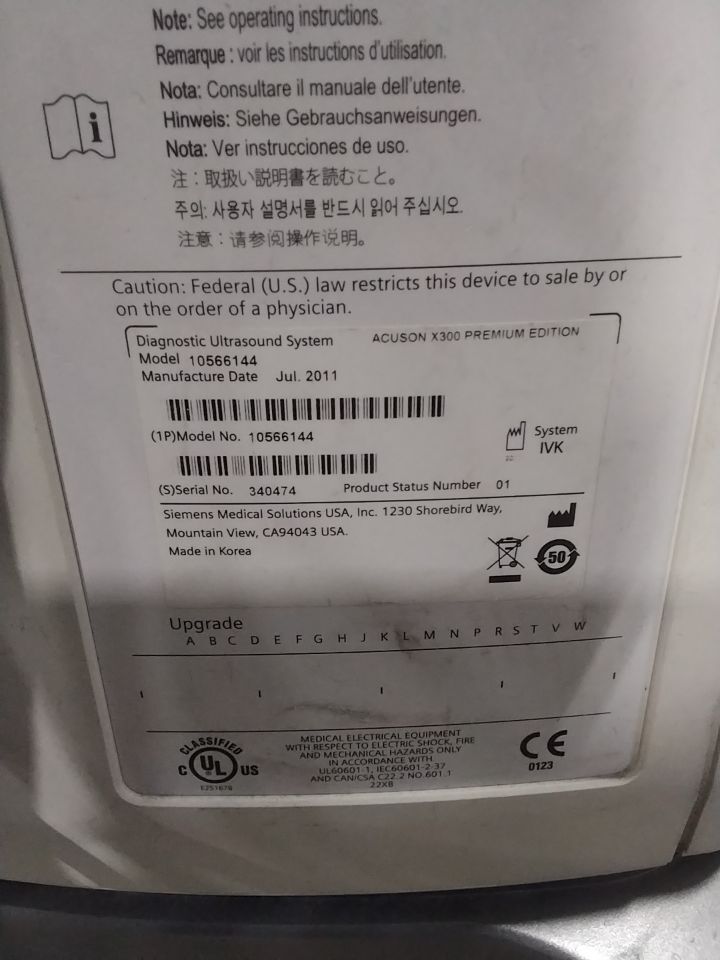 Note: See operating instructions.
Remarque : voir les instructions d'utilisation.
Nota: Consultare il manuale dell'utente.
Hinweis: Siehe Gebrauchsanweisungen.
Nota: Ver instrucciones de uso.
注：取扱い説明書を読むこと。
주의: 사용자 설명서를 반드시 읽어 주십시오.
注意：请参阅操作说明。
i
Caution: Federal (U.S.) law restricts this device to sale by or
on the order of a physician.
Diagnostic Ultrasound System ACUSON X300 PREMIUM EDITION
Model 10566144
Manufacture Date Jul. 2011
(1P)Model No. 10566144
System
IVK
(S)Serial No. 340474 Product Status Number 01
Siemens Medical Solutions USA, Inc. 1230 Shorebird Way,
Mountain View, CA94043 USA.
Made in Korea
50
Upgrade
A B C D E F G H J K L M N P R S T V W
CLASSIFIED
C UL US
E251676
MEDICAL ELECTRICAL EQUIPMENT
WITH RESPECT TO ELECTRIC SHOCK, FIRE
AND MECHANICAL HAZARDS ONLY
IN ACCORDANCE WITH
UL60601-1, IEC60601-2-37
AND CAN/CSA C22.2 NO.601.1
22XB
CE
0123